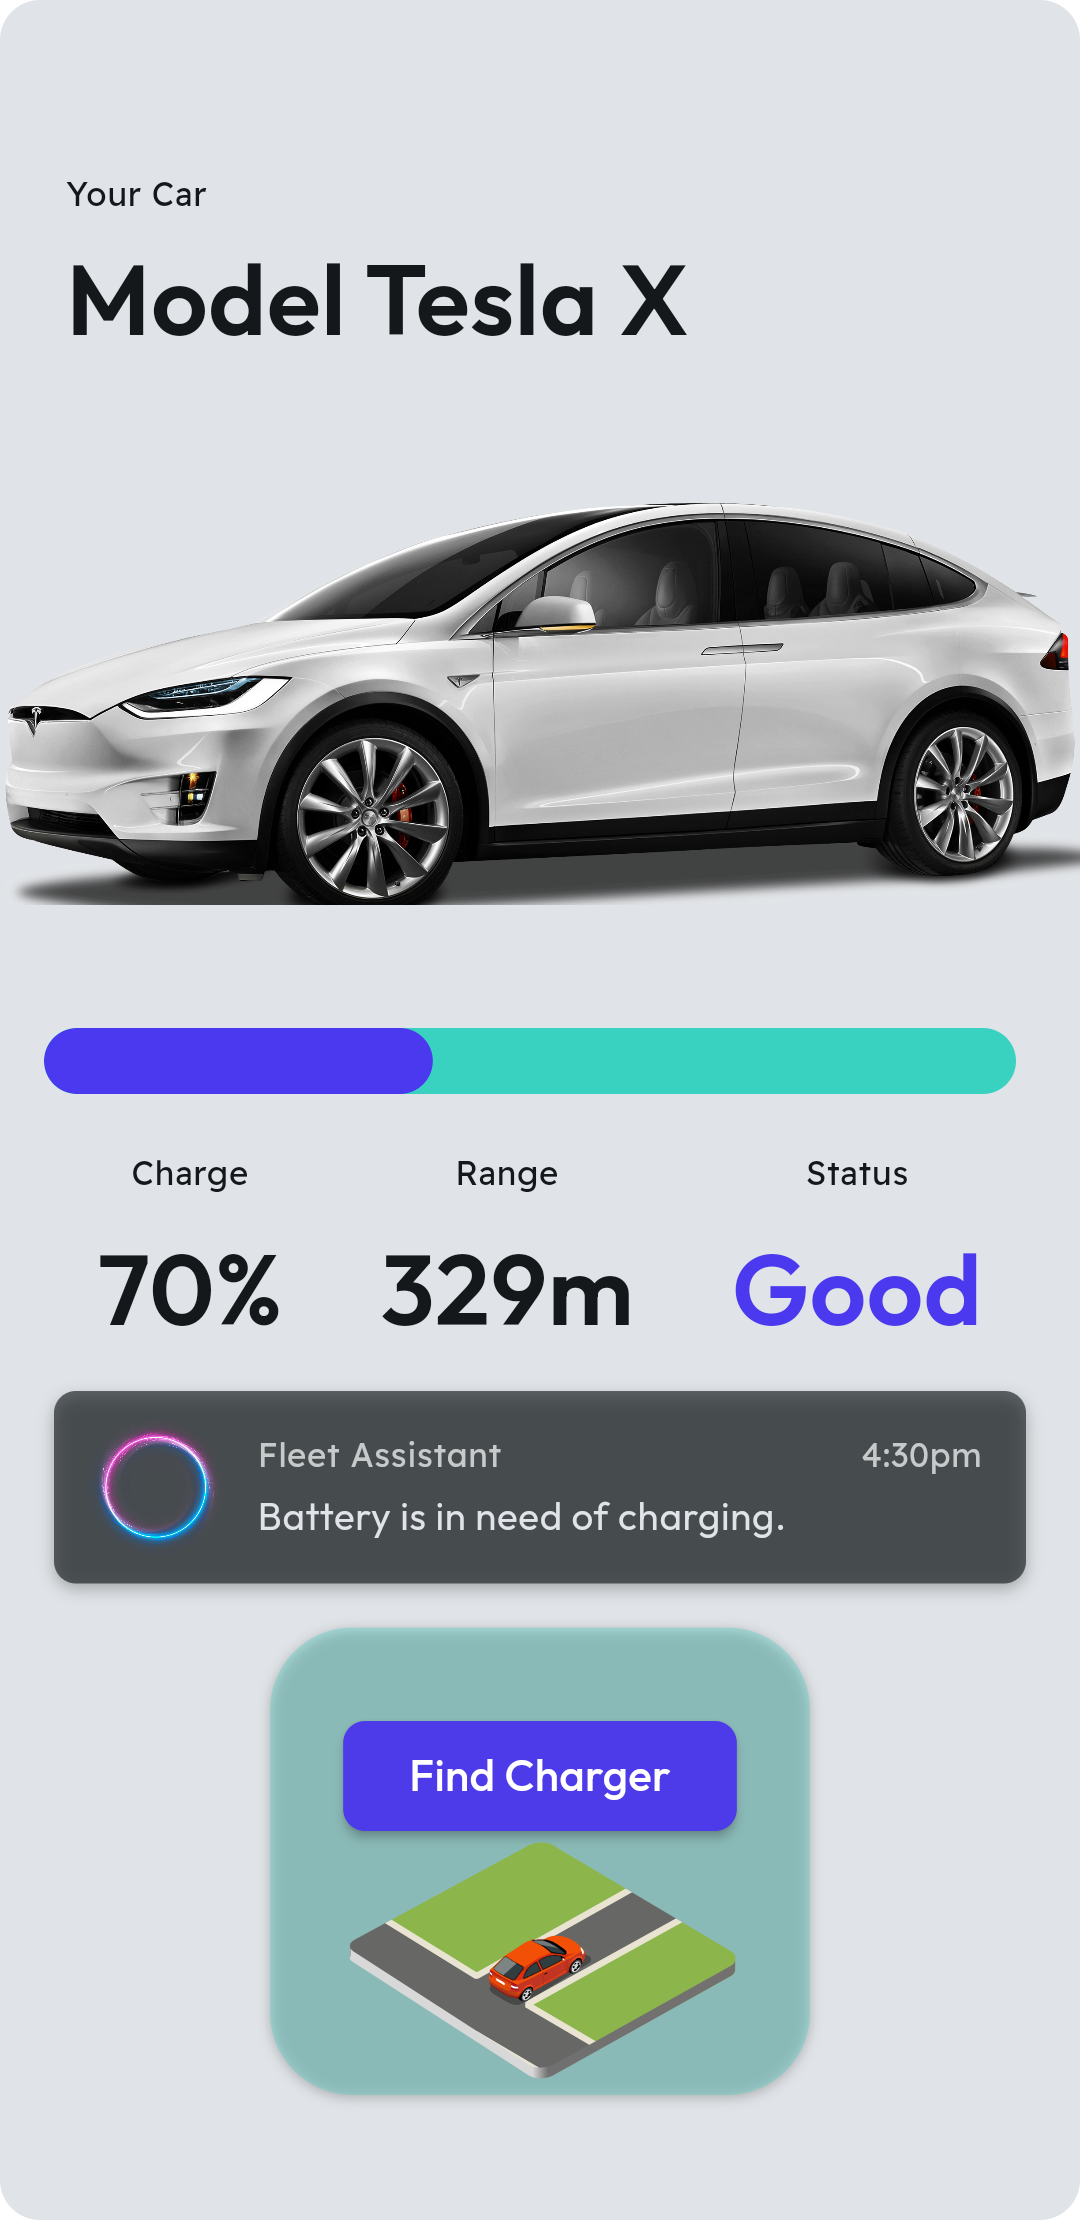 Your Car
Model Tesla X
Charge
Range
Status
70%
329m
Good
Fleet Assistant
4:30pm
Battery is in need of charging.
Find Charger